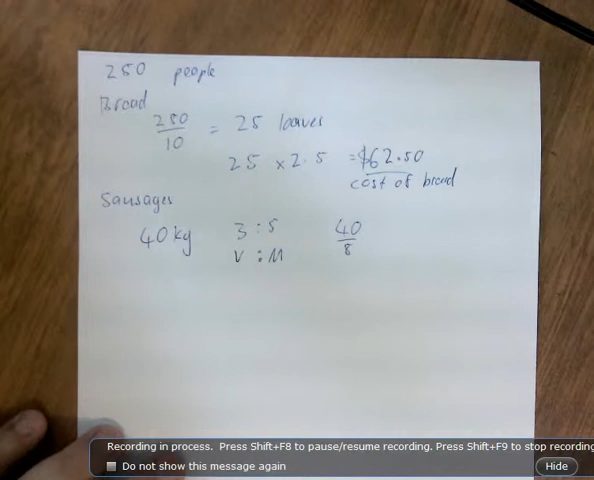 250 people
Bread
250
10
= 25 loaves
25 x 2.5 = $62.50
cost of bread
Sausages
40kg
3 : 5
V : M
40
8
Recording in process. Press Shift+F8 to pause/resume recording. Press Shift+F9 to stop recording
Do not show this message again
Hide